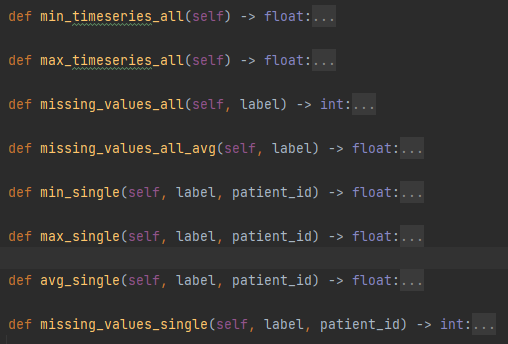 def min_timeseries_all(self) -> float:...
def max_timeseries_all(self) -> float:...
def missing_values_all(self, label) -> int:...
def missing_values_all_avg(self, label) -> float:...
def min_single(self, label, patient_id) -> float:...
def max_single(self, label, patient_id) -> float:...
def avg_single(self, label, patient_id) -> float:...
def missing_values_single(self, label, patient_id) -> int:...